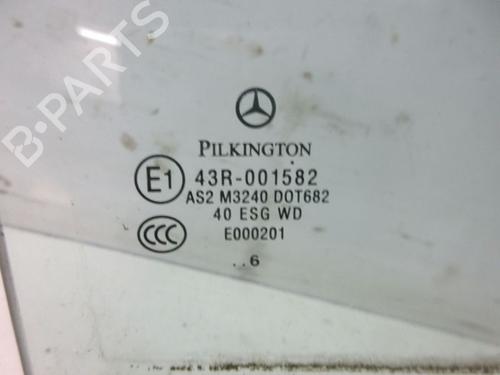 B-PARTS
PILKINGTON
E1 43R-001582
AS2 M3240 DOT682
40 ESG WD
CCC E000201
..6